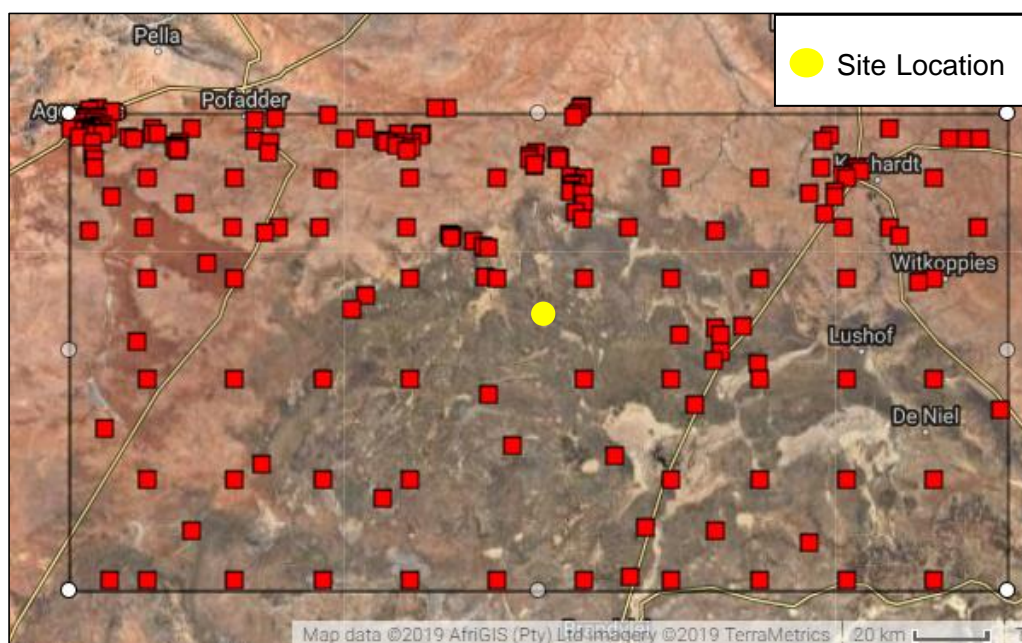 Pella
Site Location
Pofadder
Witkoppies
Lushof
De Niel
Map data ©2019 AfriGIS (Pty) Ltd Imagery ©2019 TerraMetrics
20 km